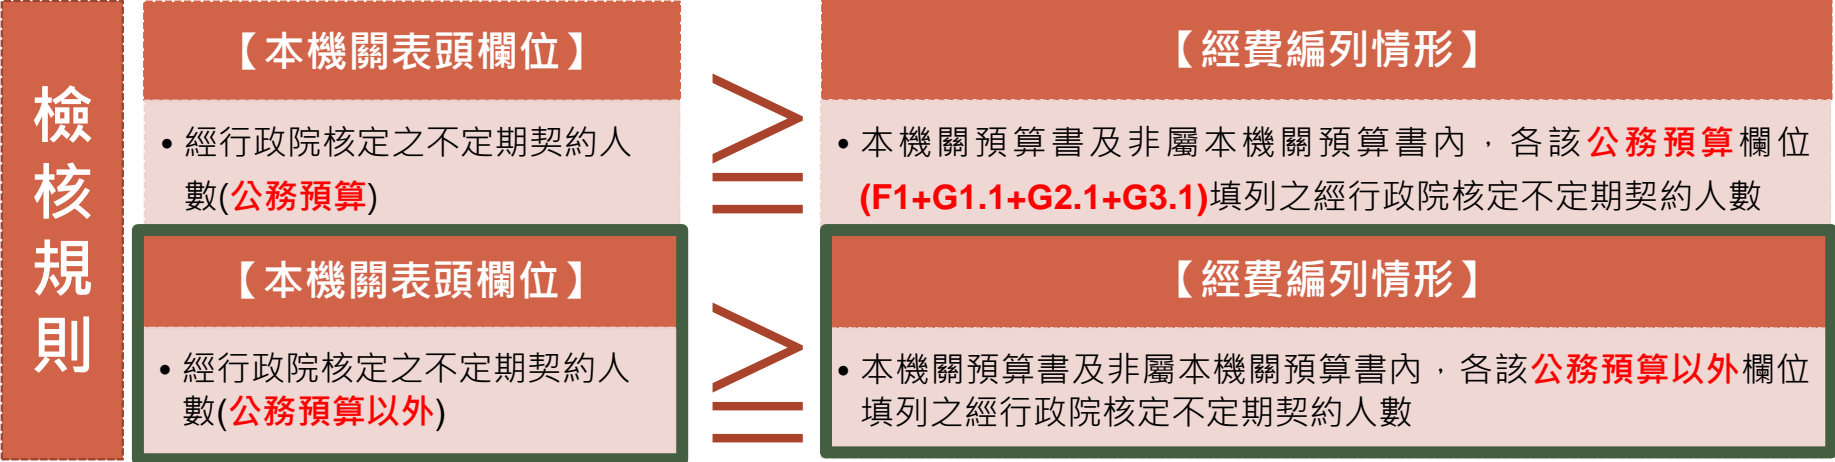 檢核規則
【本機關表頭欄位】
• 經行政院核定之不定期契約人
數(公務預算)
≧
【經費編列情形】
• 本機關預算書及非屬本機關預算書內，各該公務預算欄位
(F1+G1.1+G2.1+G3.1)填列之經行政院核定不定期契約人數
【本機關表頭欄位】
• 經行政院核定之不定期契約人
數(公務預算以外)
≧
【經費編列情形】
• 本機關預算書及非屬本機關預算書內，各該公務預算以外欄位
填列之經行政院核定不定期契約人數